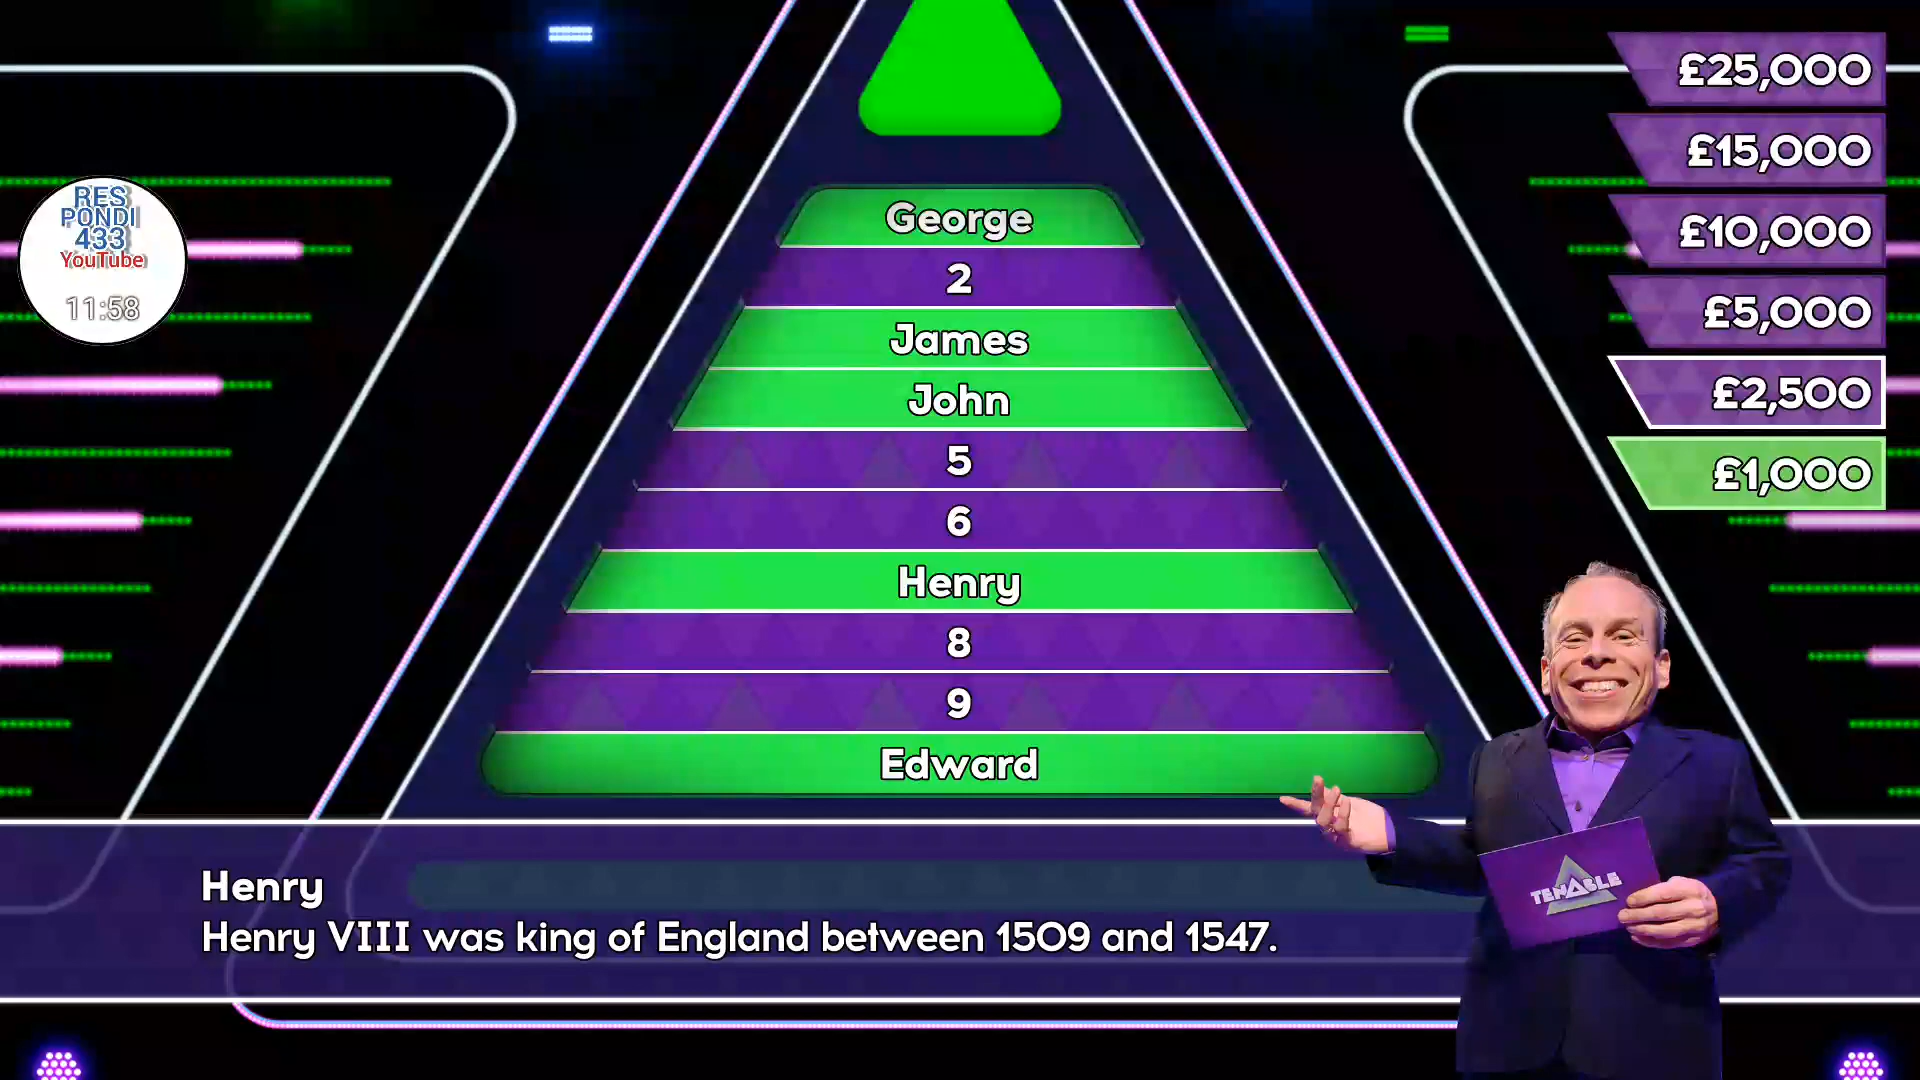 £25,000
£15,000
£10,000
£5,000
£2,500
£1,000
RES
PONDI
433
YouTube
11:58
George
2
James
John
5
6
Henry
8
9
Edward
Henry
Henry VIII was king of England between 1509 and 1547.
TENABLE